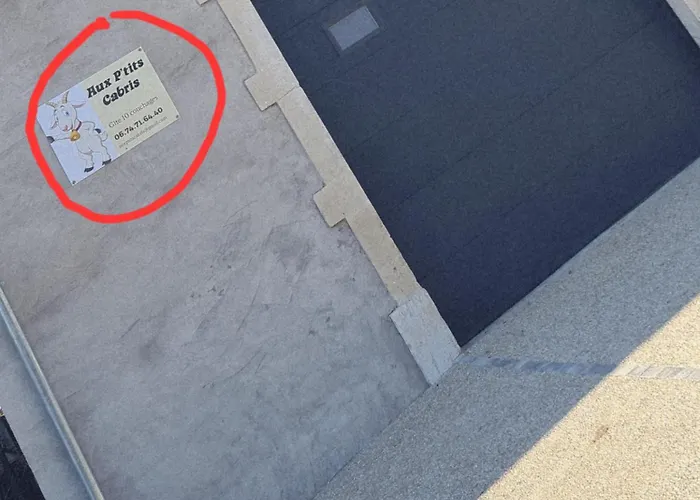 Aux P'tits
Cabris
Gîte 10 couchages
06.74.71.64.40